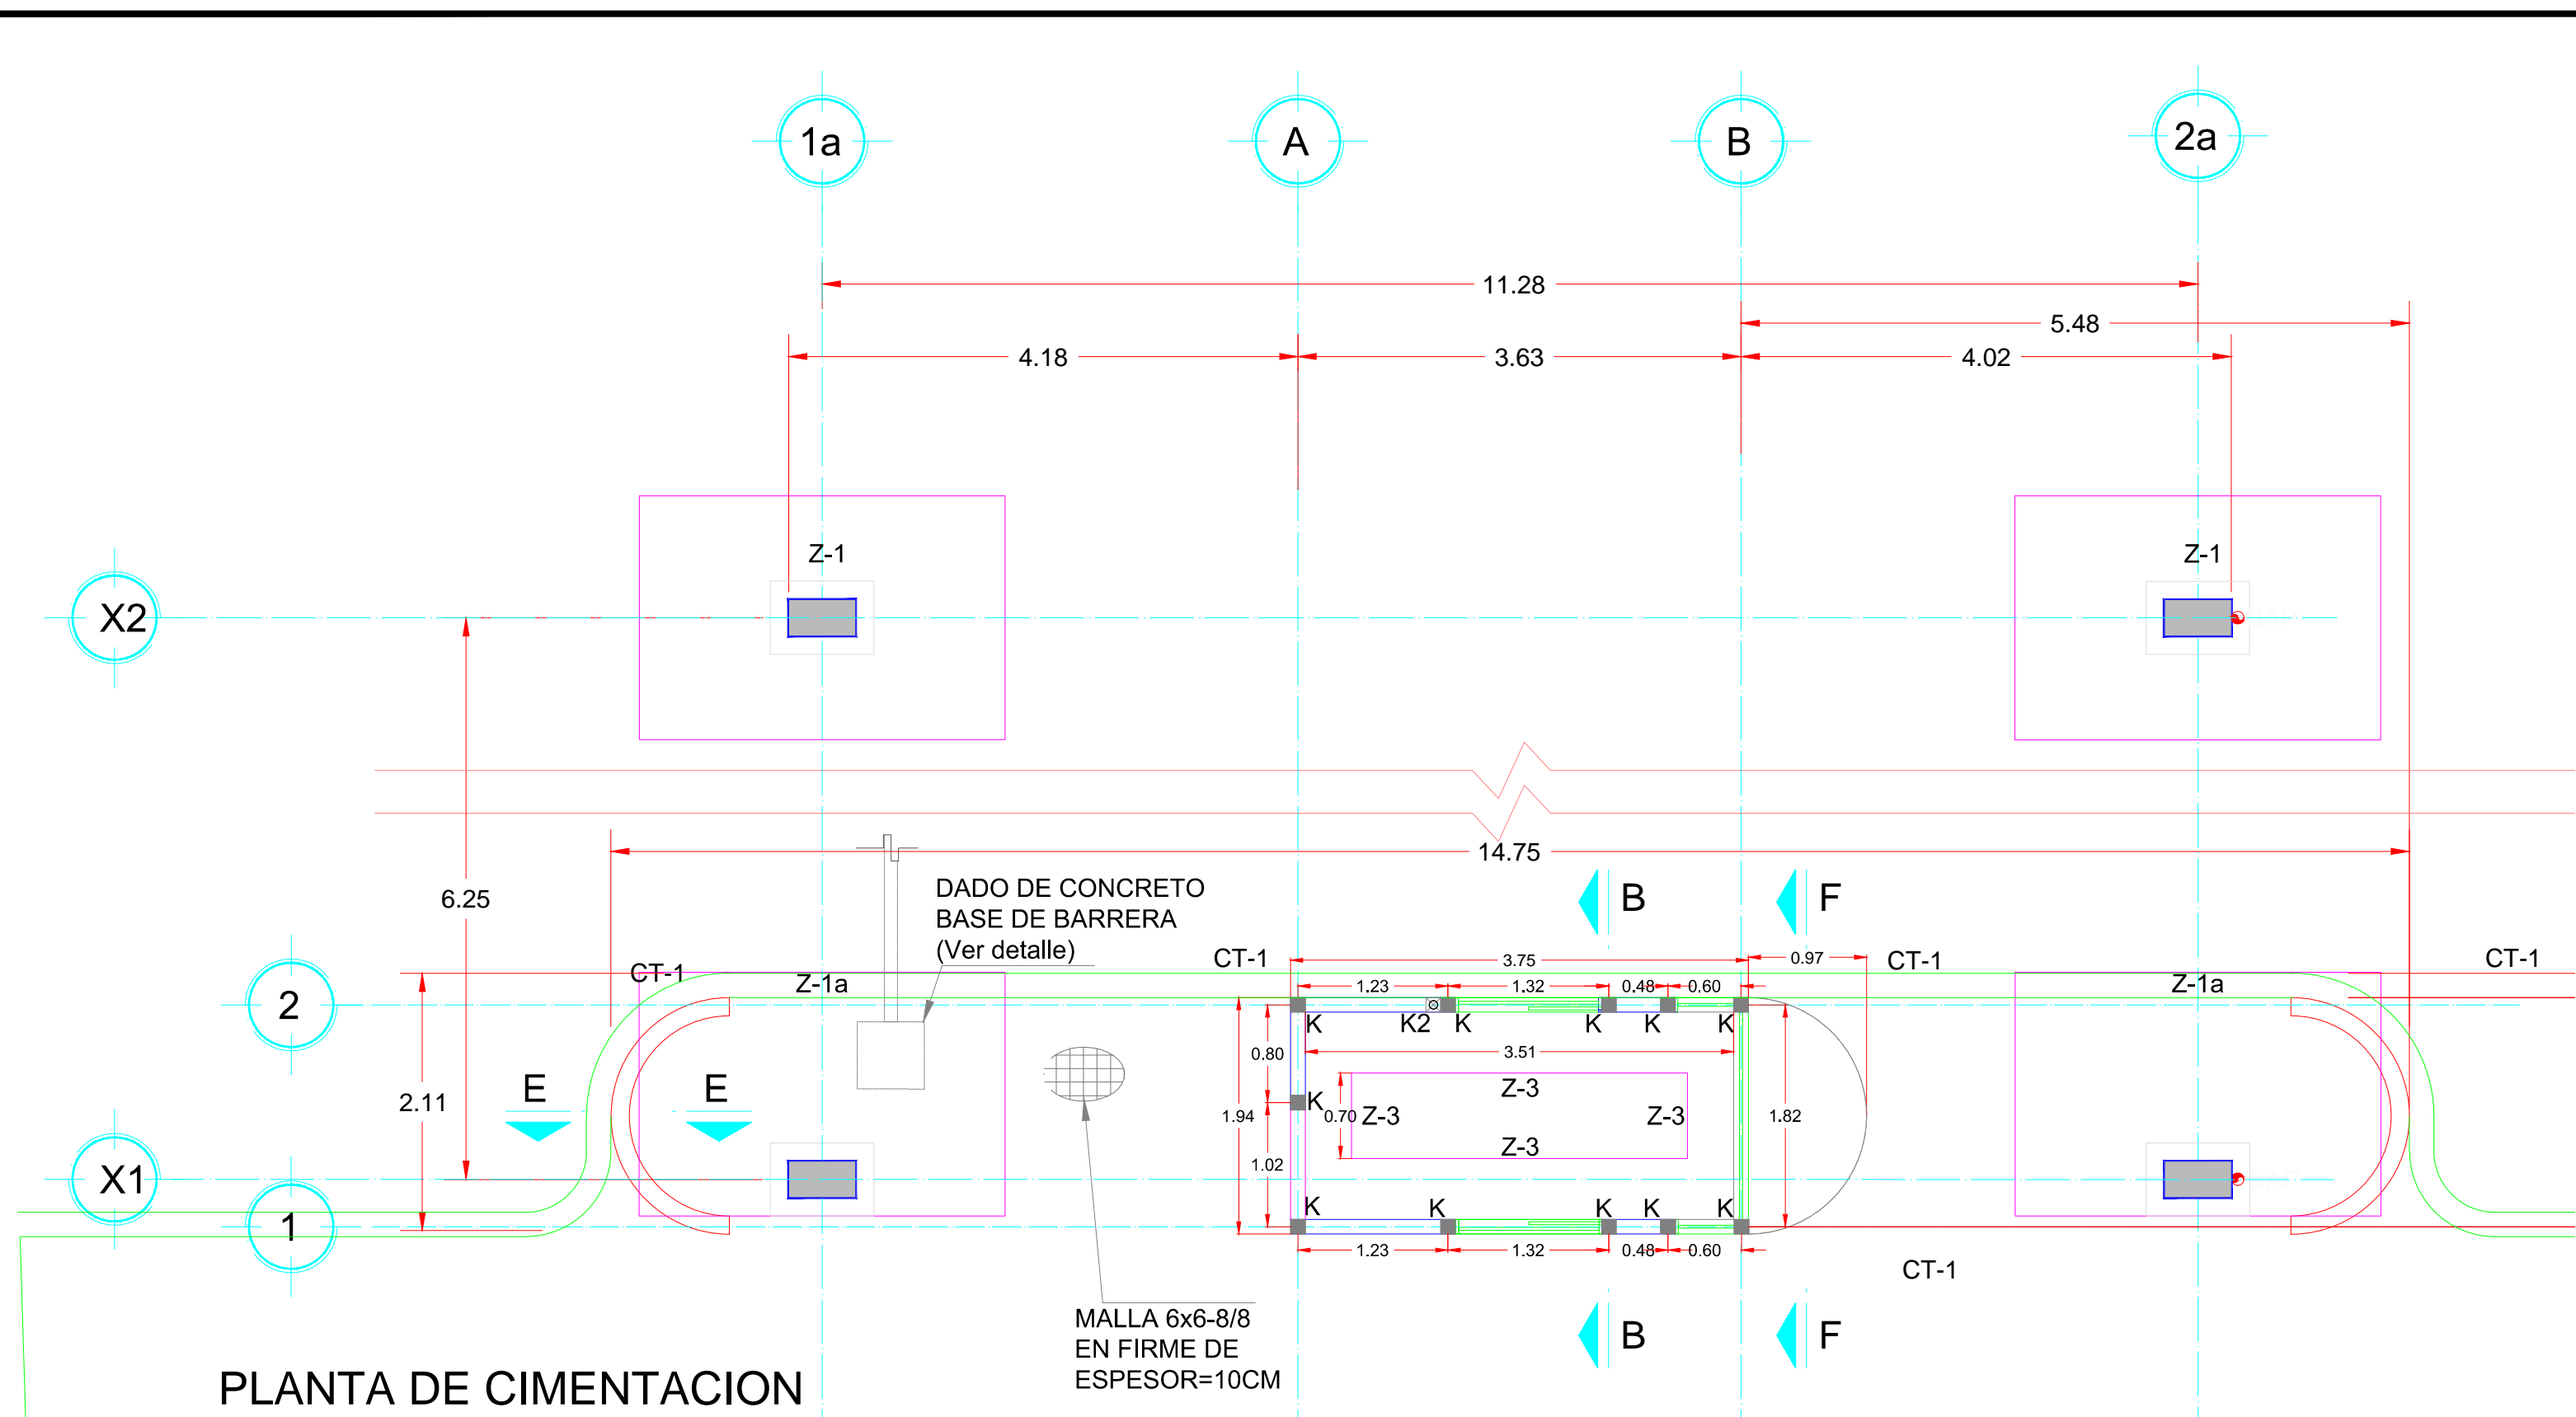 1a
A
B
2a
11.28
5.48
4.18
3.63
4.02
Z-1
Z-1
X2
14.75
6.25
DADO DE CONCRETO
BASE DE BARRERA
(Ver detalle)
B
F
CT-1
CT-1
3.75
0.97
CT-1
CT-1
Z-1a
Z-1a
1.23
1.32
0.48
0.60
2
K
K2
K
K
K
K
3.51
0.80
E
E
Z-3
2.11
K
0.70
Z-3
Z-3
1.94
1.82
Z-3
1.02
X1
K
K
K
K
K
1
1.23
1.32
0.48
0.60
CT-1
MALLA 6x6-8/8
EN FIRME DE
ESPESOR=10CM
B
F
PLANTA DE CIMENTACION